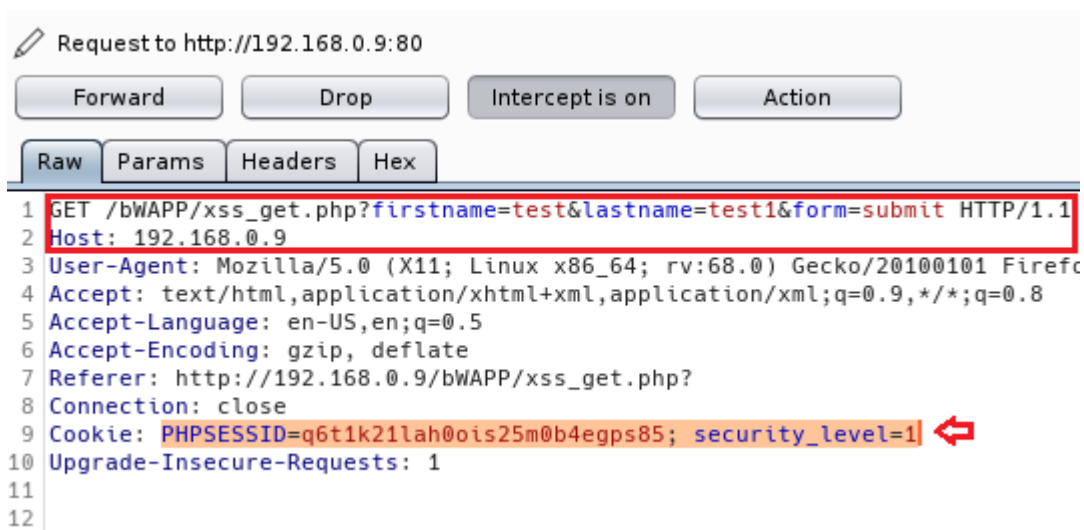 Request to http://192.168.0.9:80
Forward Drop Intercept is on Action
Raw Params Headers Hex
1 GET /bWAPP/xss_get.php?firstname=test&lastname=test1&form=submit HTTP/1.1
2 Host: 192.168.0.9
3 User-Agent: Mozilla/5.0 (X11; Linux x86_64; rv:68.0) Gecko/20100101 Firefo
4 Accept: text/html,application/xhtml+xml,application/xml;q=0.9,*/*;q=0.8
5 Accept-Language: en-US,en;q=0.5
6 Accept-Encoding: gzip, deflate
7 Referer: http://192.168.0.9/bWAPP/xss_get.php?
8 Connection: close
9 Cookie: PHPSESSID=q6t1k21lah0ois25m0b4egps85; security_level=1
10 Upgrade-Insecure-Requests: 1
11
12